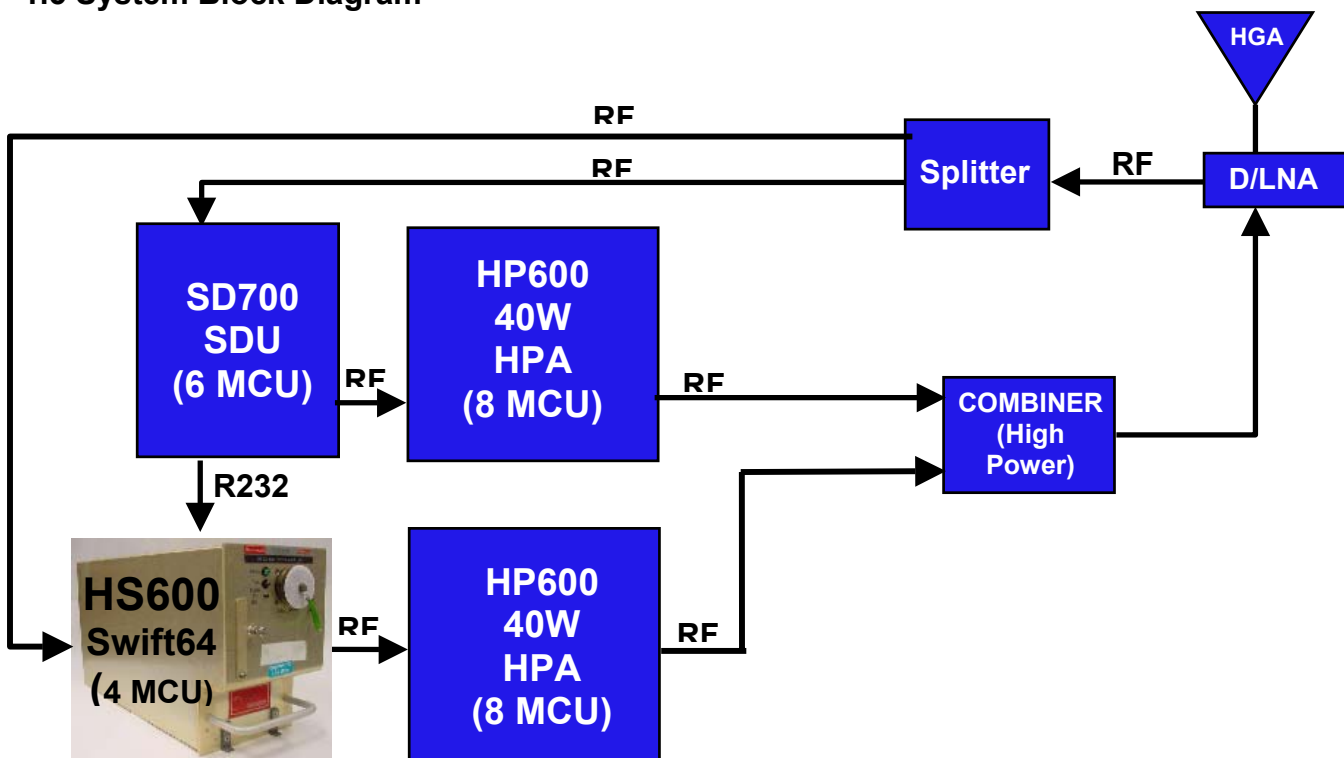 HGA
RF
RF
Splitter
RF
D/LNA
SD700
SDU
(6 MCU)
RF
HP600
40W
HPA
(8 MCU)
RF
COMBINER
(High
Power)
R232
HS600
Swift64
(4 MCU)
RF
HP600
40W
HPA
(8 MCU)
RF